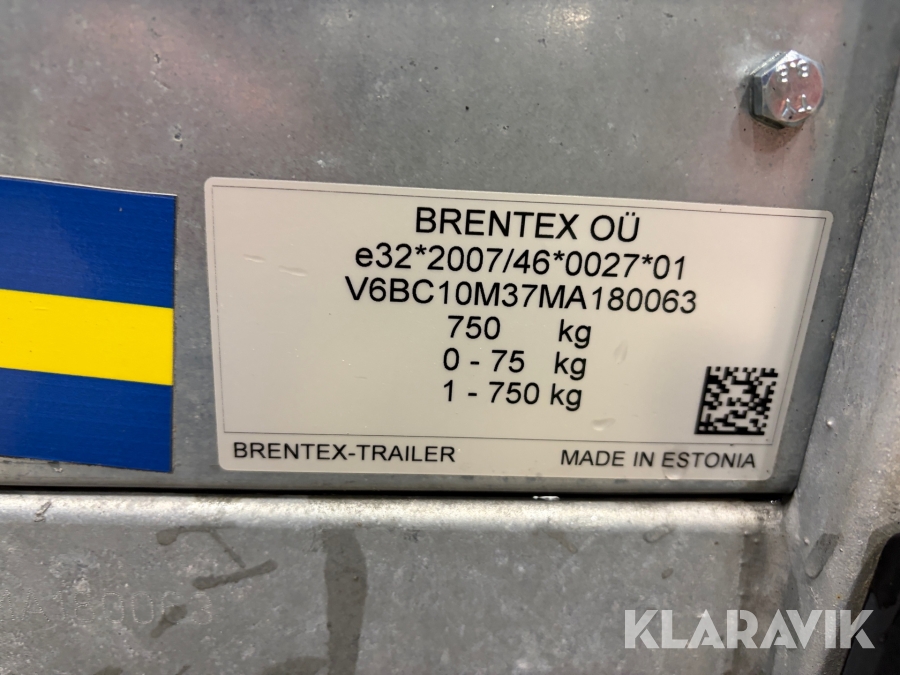 BRENTEX OÜ
e32*2007/46*0027*01
V6BC10M37MA180063
750 kg
0 - 75 kg
1 - 750 kg
BRENTEX-TRAILER
MADE IN ESTONIA
A180063
KLARAVIK